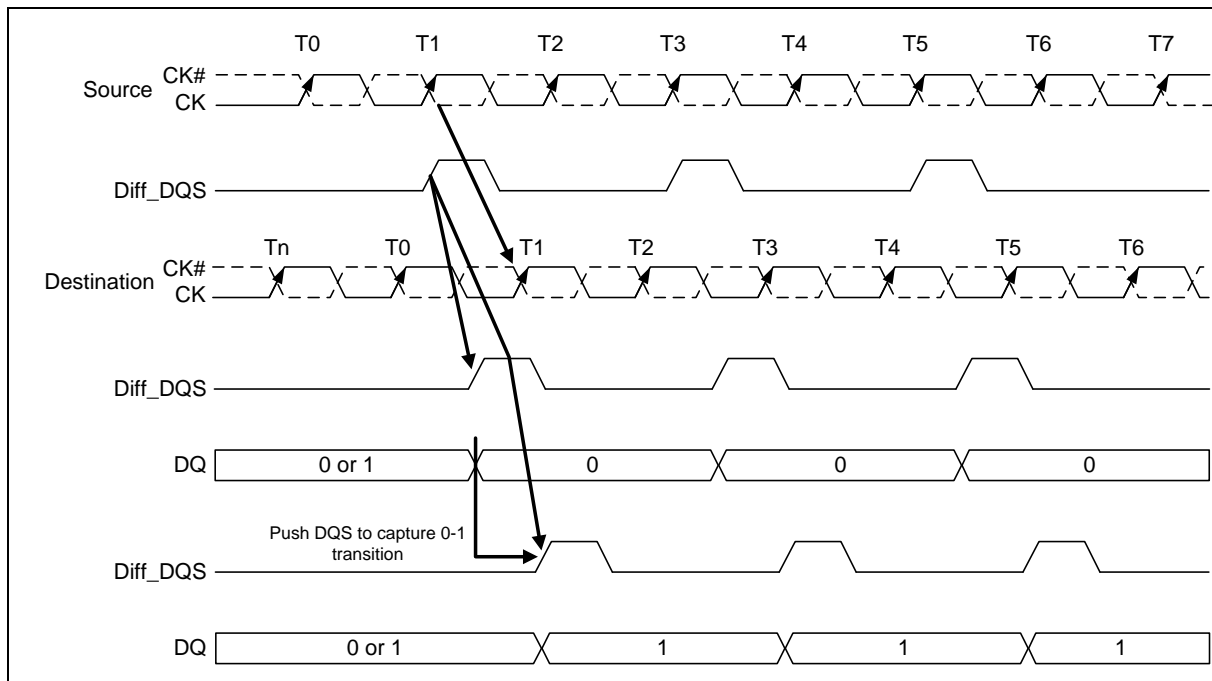 T0 T1 T2 T3 T4 T5 T6 T7
CK#
Source
CK
Diff_DQS
Tn T0 T1 T2 T3 T4 T5 T6
CK#
Destination
CK
Diff_DQS
DQ 0 or 1 0 0 0
Push DQS to capture 0-1
transition
Diff_DQS
DQ 0 or 1 1 1 1